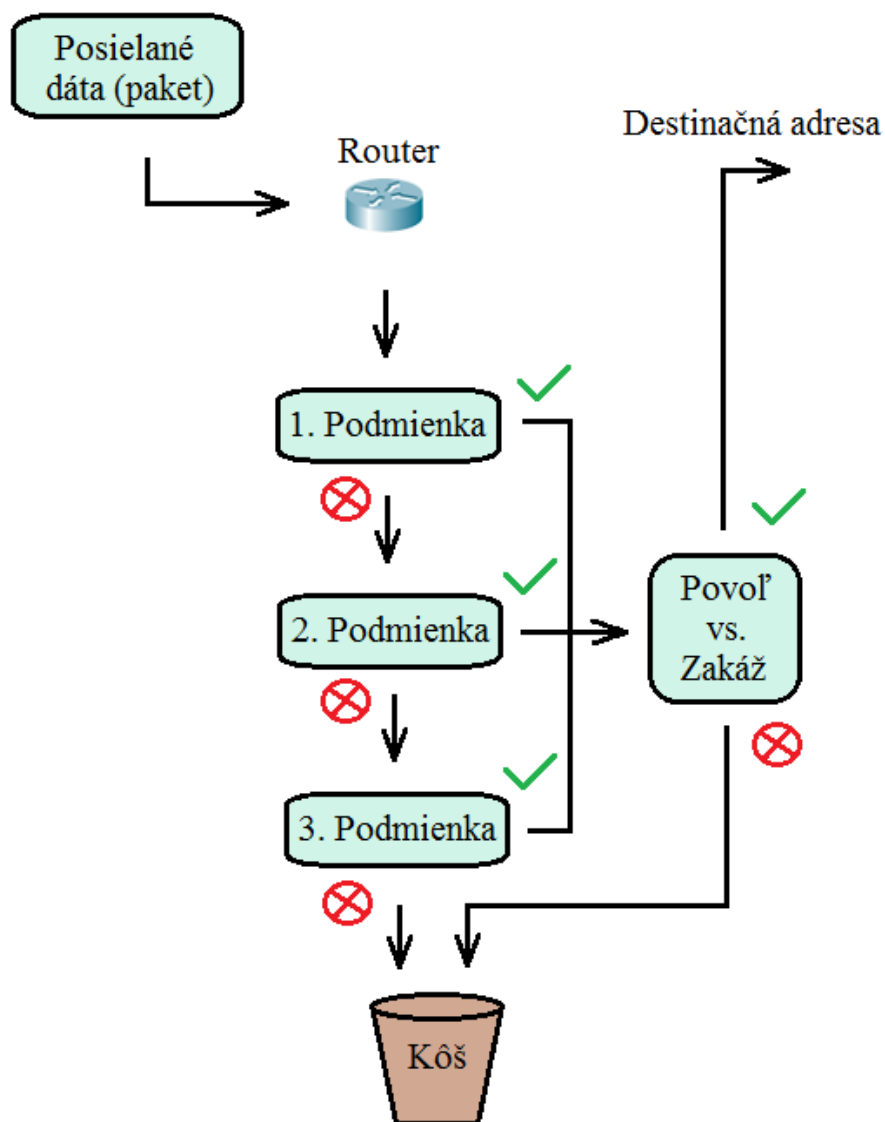 Posielané
dáta (paket)
Destinačná adresa
Router
1. Podmienka
2. Podmienka
Povoľ
vs.
Zakáž
3. Podmienka
Kôš